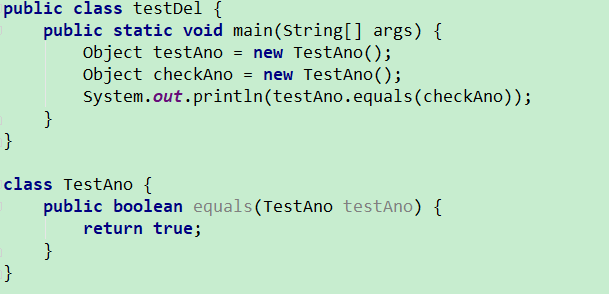 public class testDel {
    public static void main(String[] args) {
        Object testAno = new TestAno();
        Object checkAno = new TestAno();
        System.out.println(testAno.equals(checkAno));
    }
}

class TestAno {
    public boolean equals(TestAno testAno) {
        return true;
    }
}